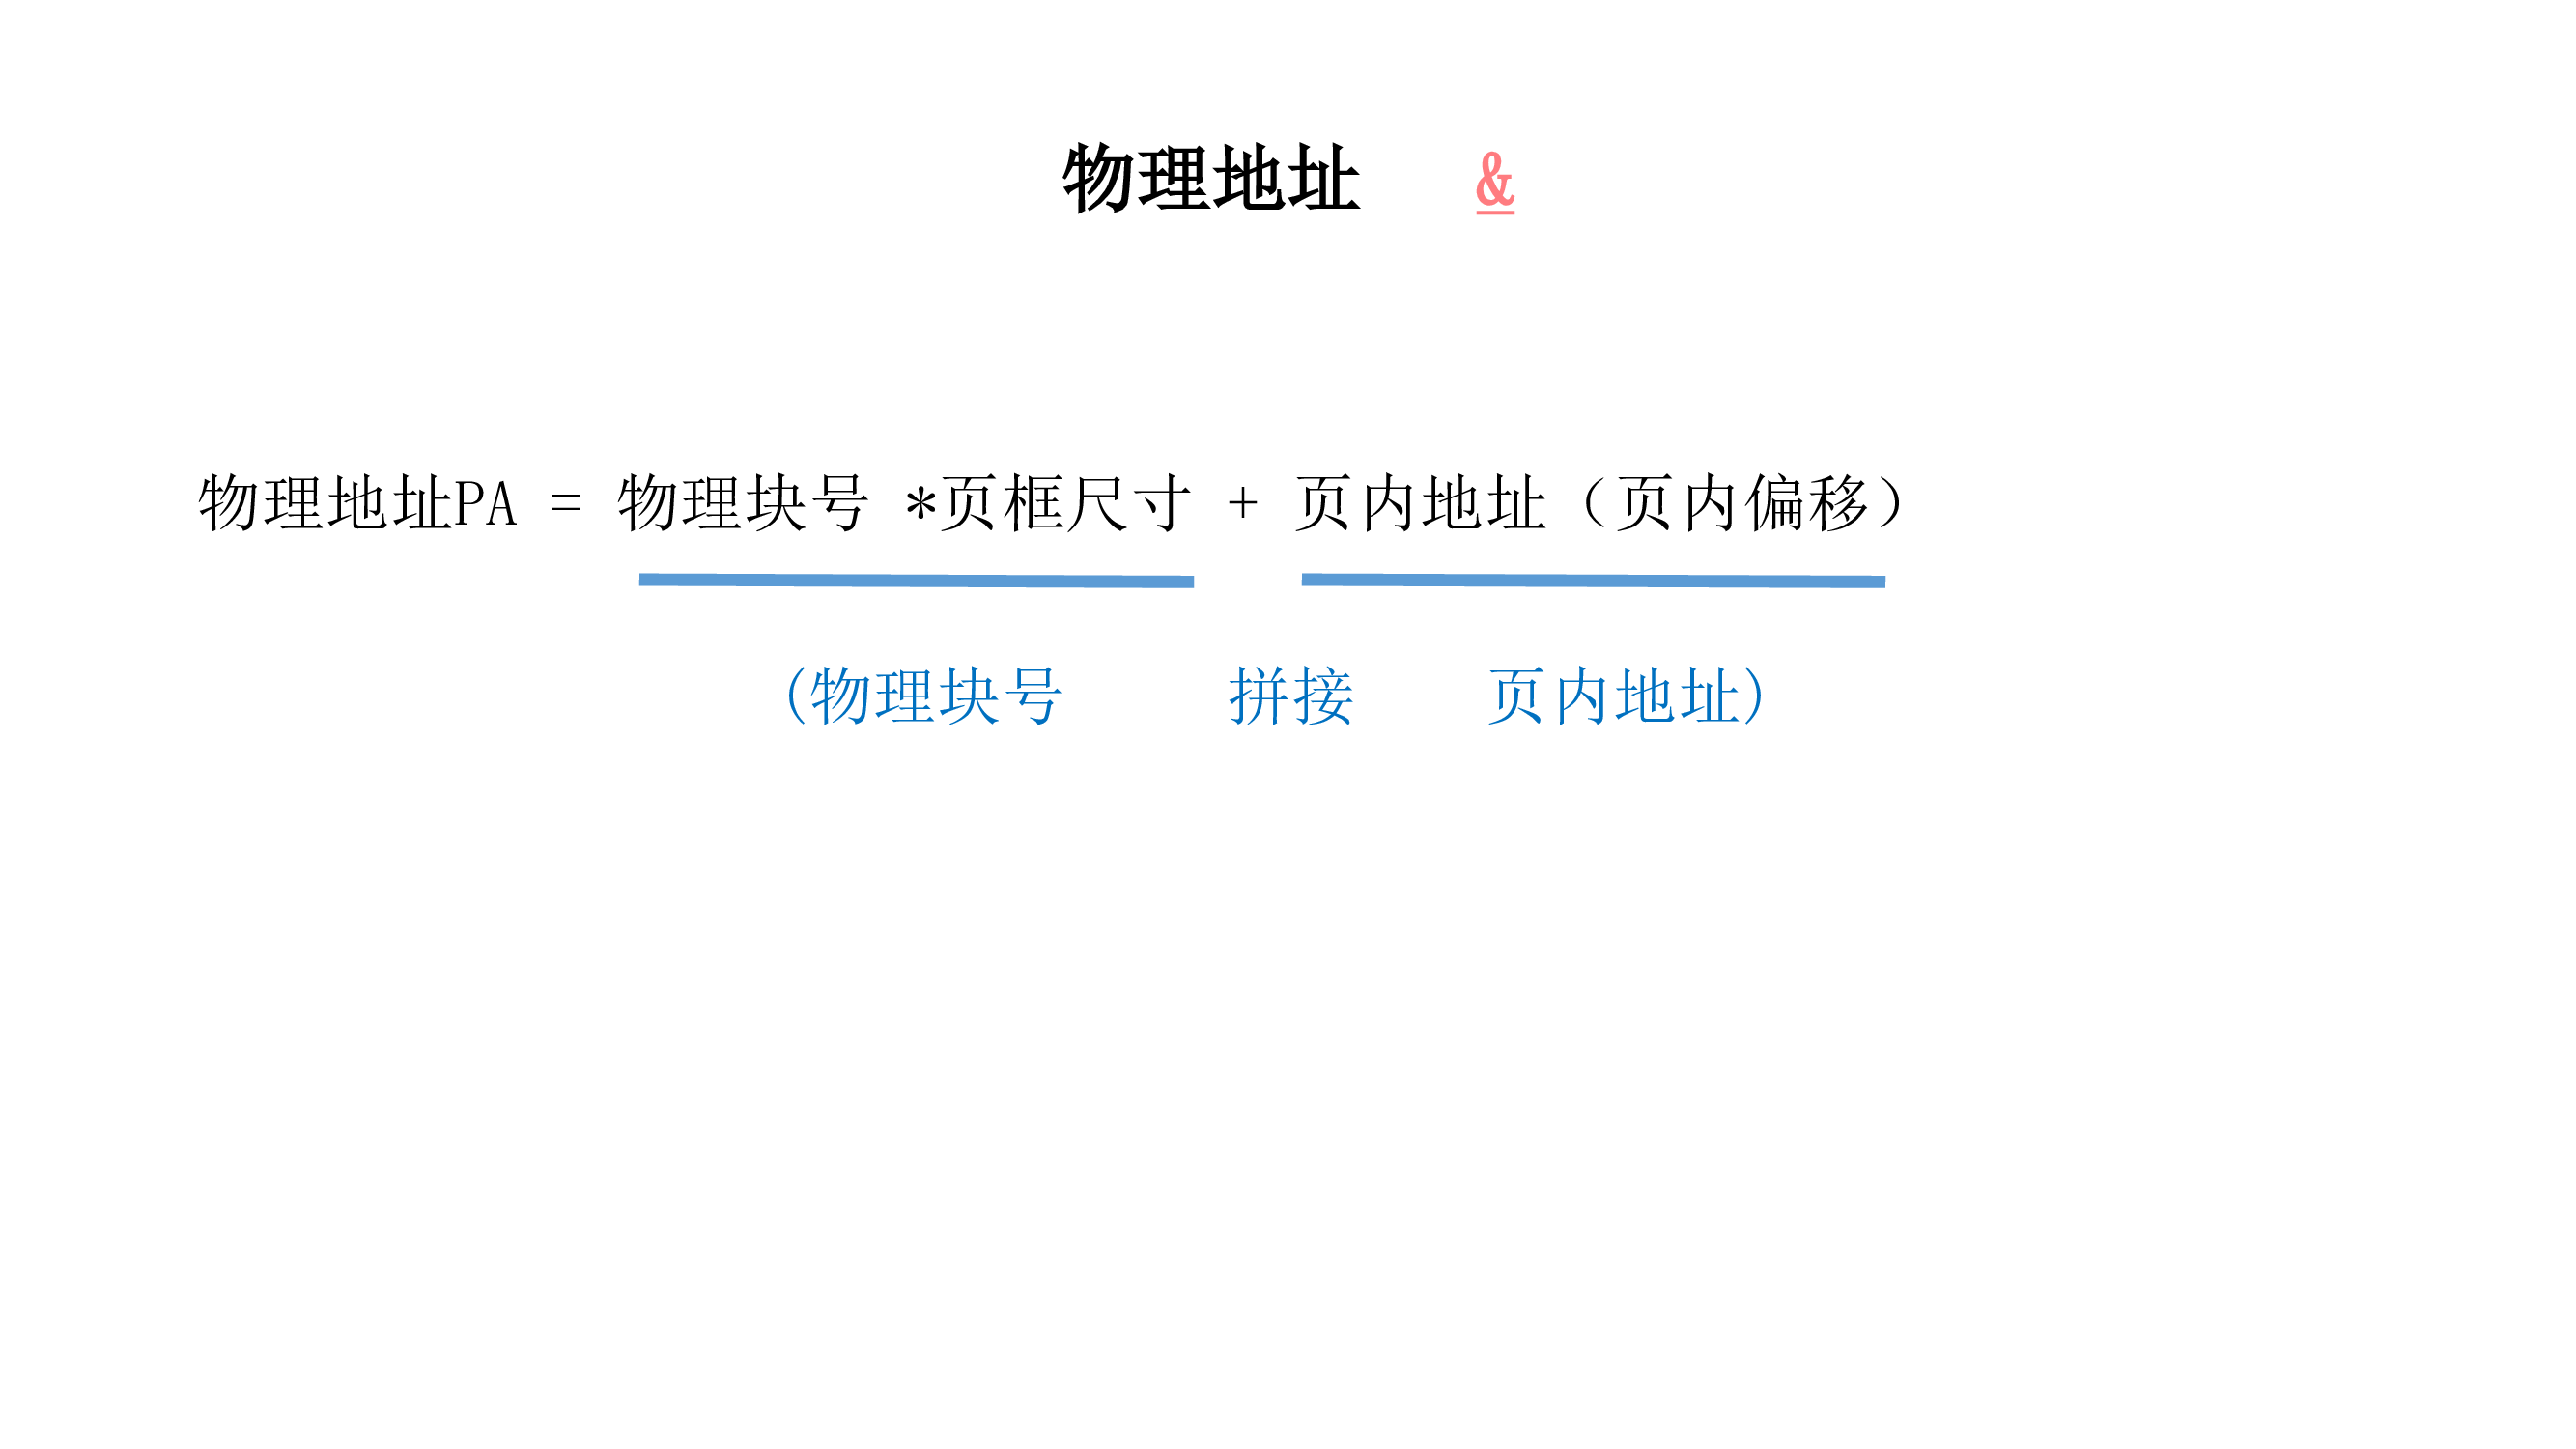 物理地址 &
物理地址PA = 物理块号 *页框尺寸 + 页内地址（页内偏移）
(物理块号 拼接 页内地址)